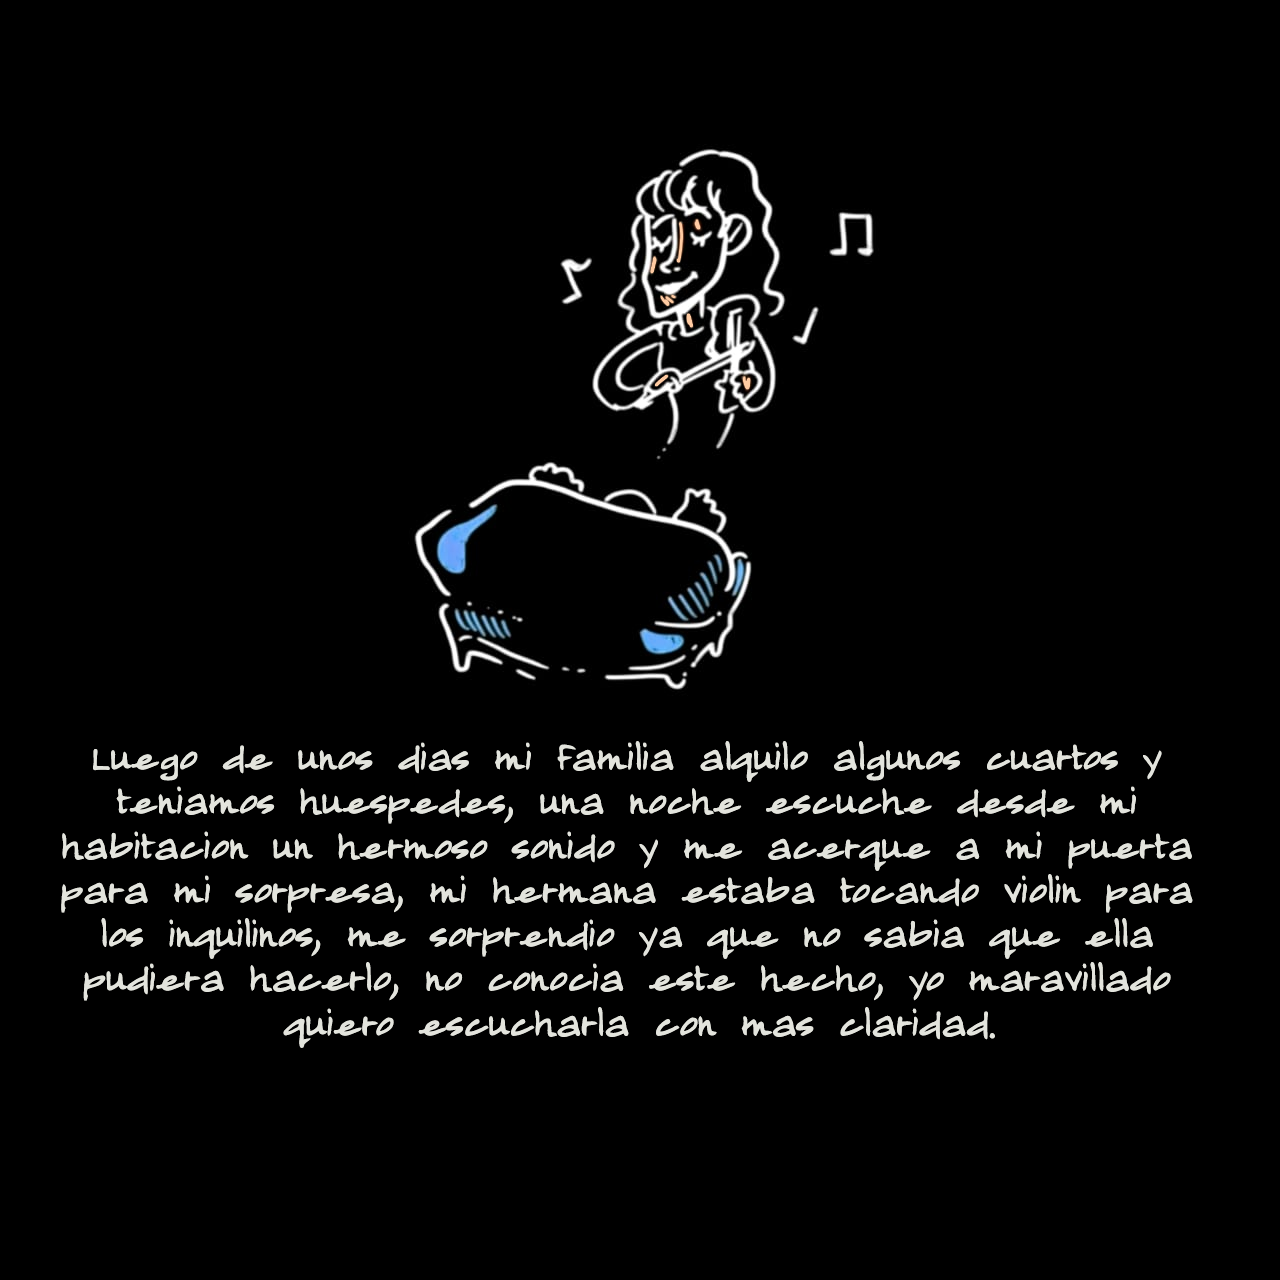 Luego de unos dias mi familia alquilo algunos cuartos y
teniamos huespedes, una noche escuche desde mi
habitacion un hermoso sonido y me acerque a mi puerta
para mi sorpresa, mi hermana estaba tocando violin para
los inquilinos, me sorprendio ya que no sabia que ella
pudiera hacerlo, no conocia este hecho, yo maravillado
quiero escucharla con mas claridad.